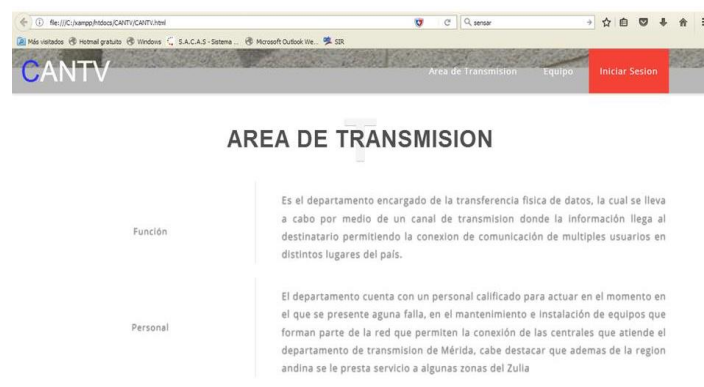 file:///C:/xampp/htdocs/CANTV/CANTV.html
sensar
Más visitados Hotmail gratuito Windows S.A.C.A.S - Sistema ... Microsoft Outlook We... SIR
CANTV
Area de Transmision Equipo Iniciar Sesion
T
AREA DE TRANSMISION
Función
Es el departamento encargado de la transferencia fisica de datos, la cual se lleva
a cabo por medio de un canal de transmision donde la información llega al
destinatario permitiendo la conexion de comunicación de multiples usuarios en
distintos lugares del país.
Personal
El departamento cuenta con un personal calificado para actuar en el momento en
el que se presente aguna falla, en el mantenimiento e instalación de equipos que
forman parte de la red que permiten la conexión de las centrales que atiende el
departamento de transmision de Mérida, cabe destacar que ademas de la region
andina se le presta servicio a algunas zonas del Zulia